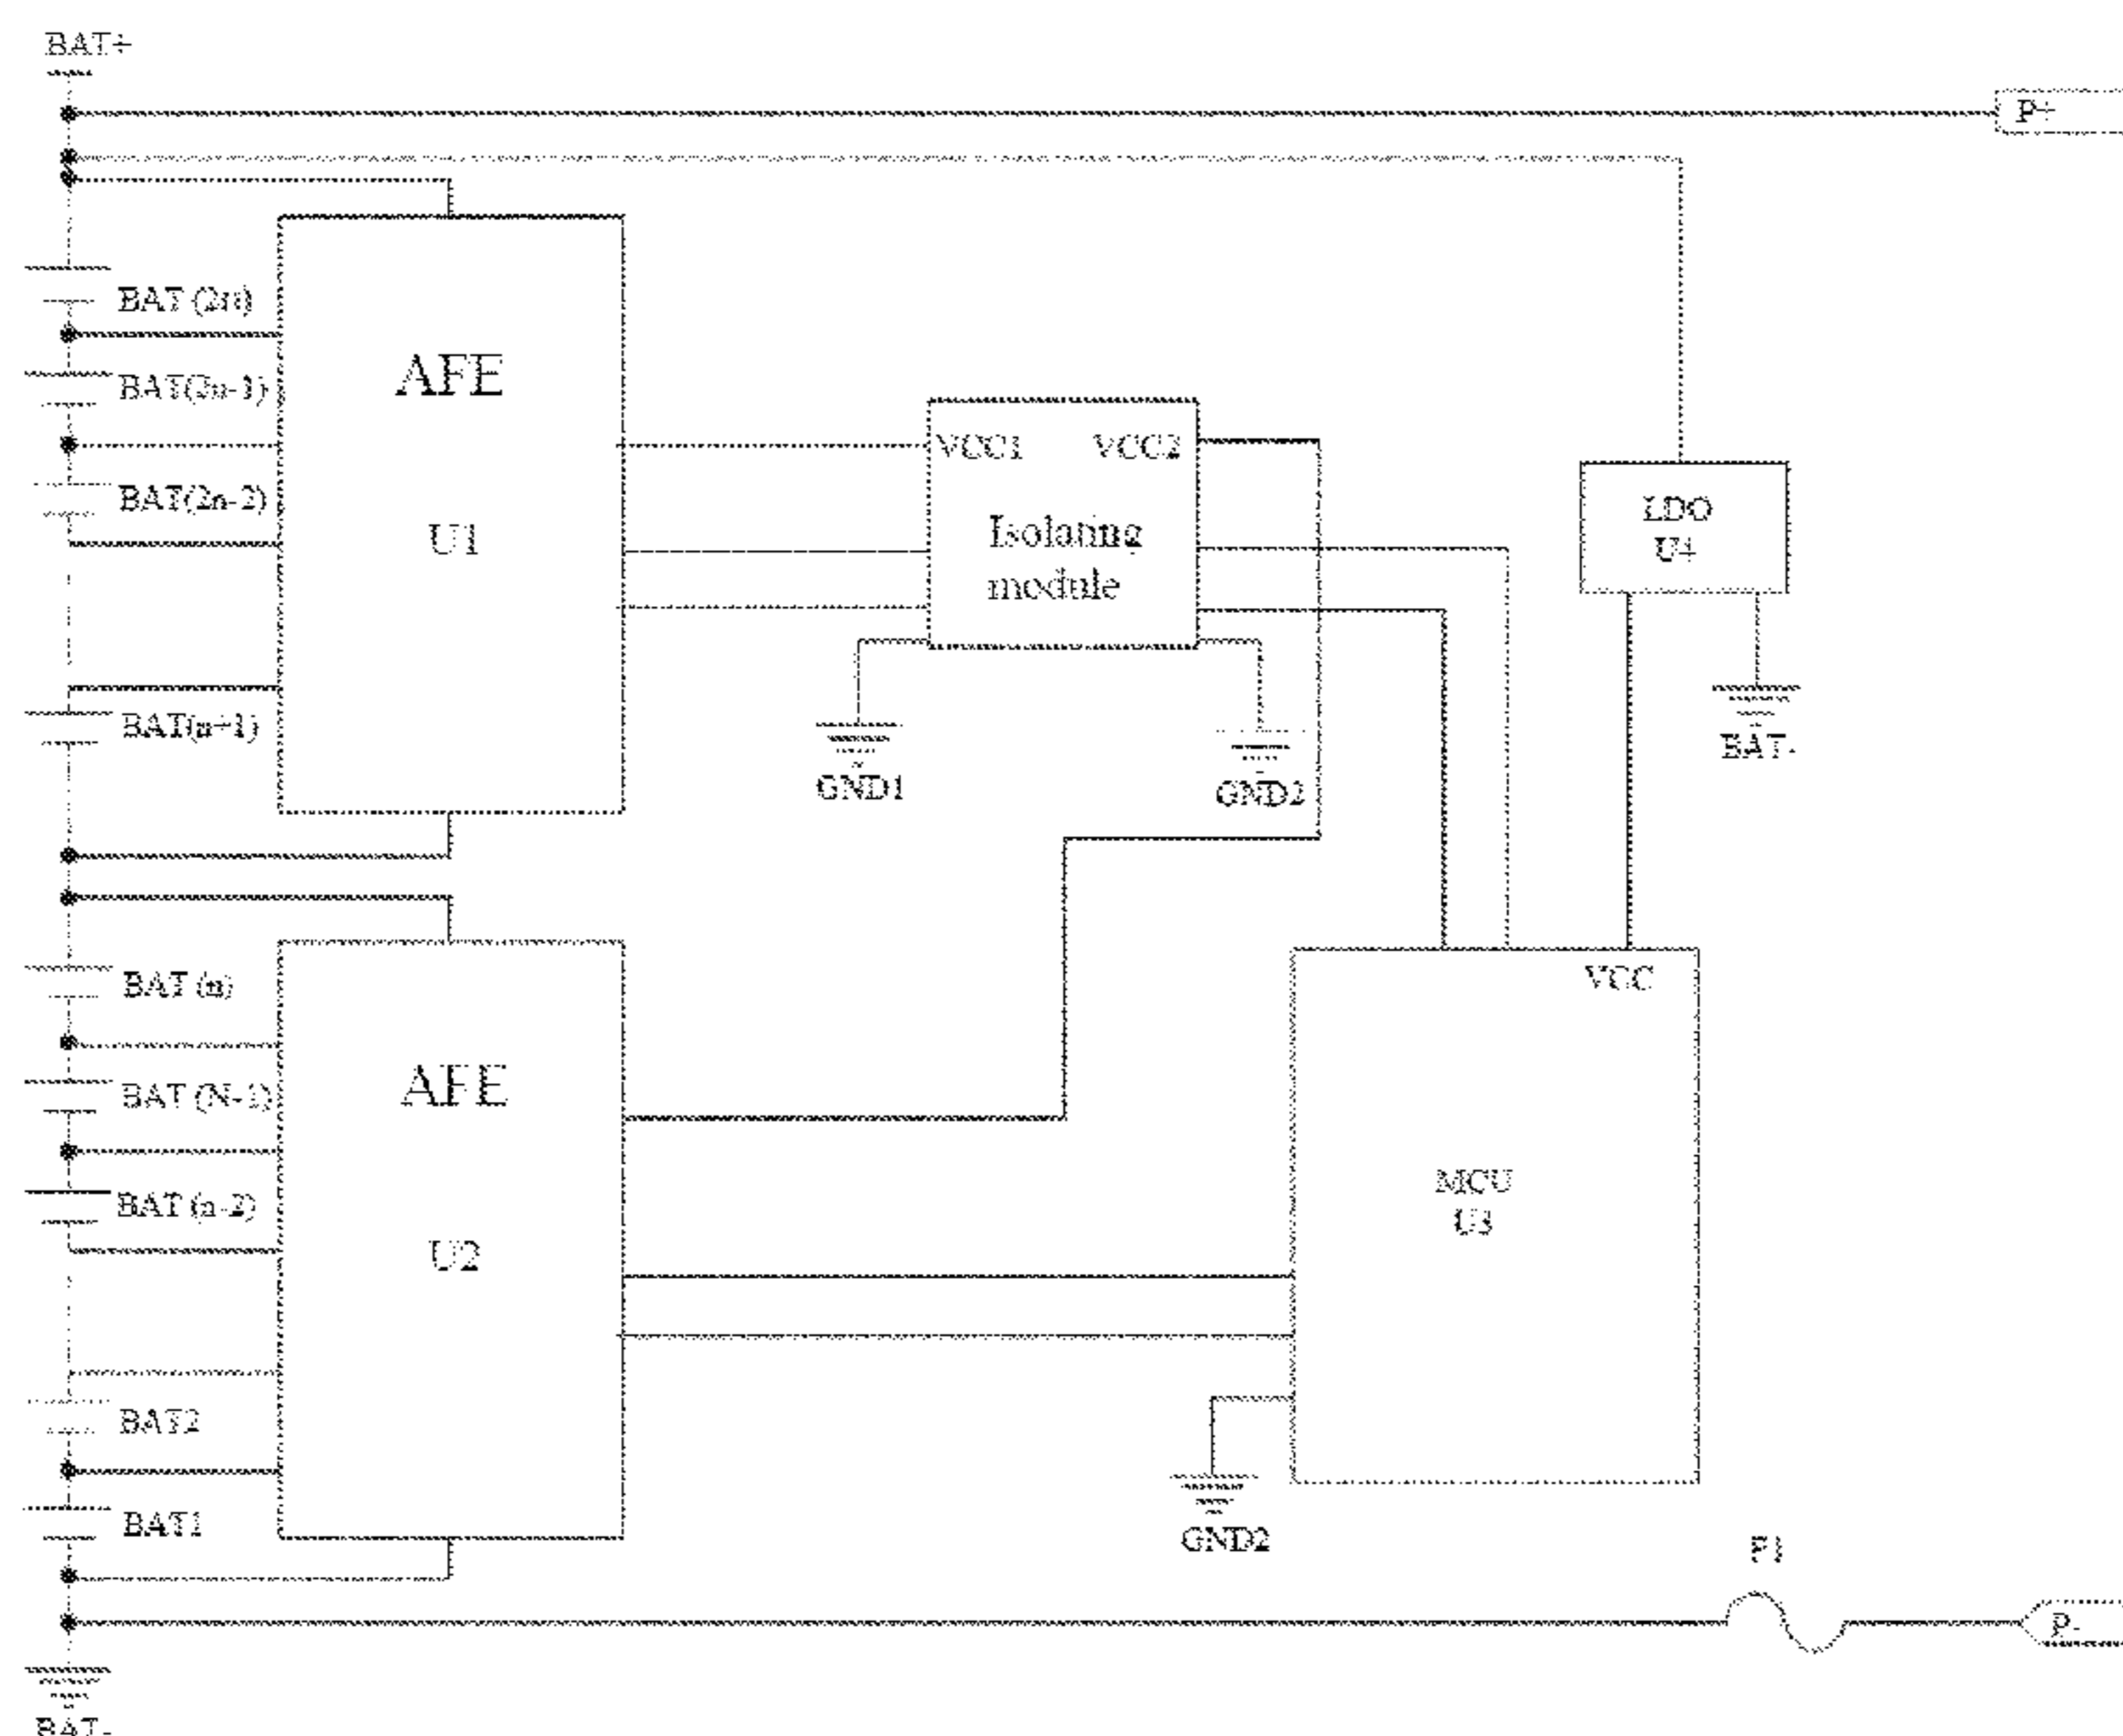 BAT+
P+
BAT (2n)
BAT(2n-1)
BAT(2n-2)
BAT(n+1)
AFE
U1
VCC1 VCC2
Isolating
module
GND1
GND2
LDO
U4
BAT-
BAT (n)
BAT (N-1)
BAT (n-2)
BAT2
BAT1
AFE
U2
VCC
MCU
U3
GND2
F1
P-
BAT-